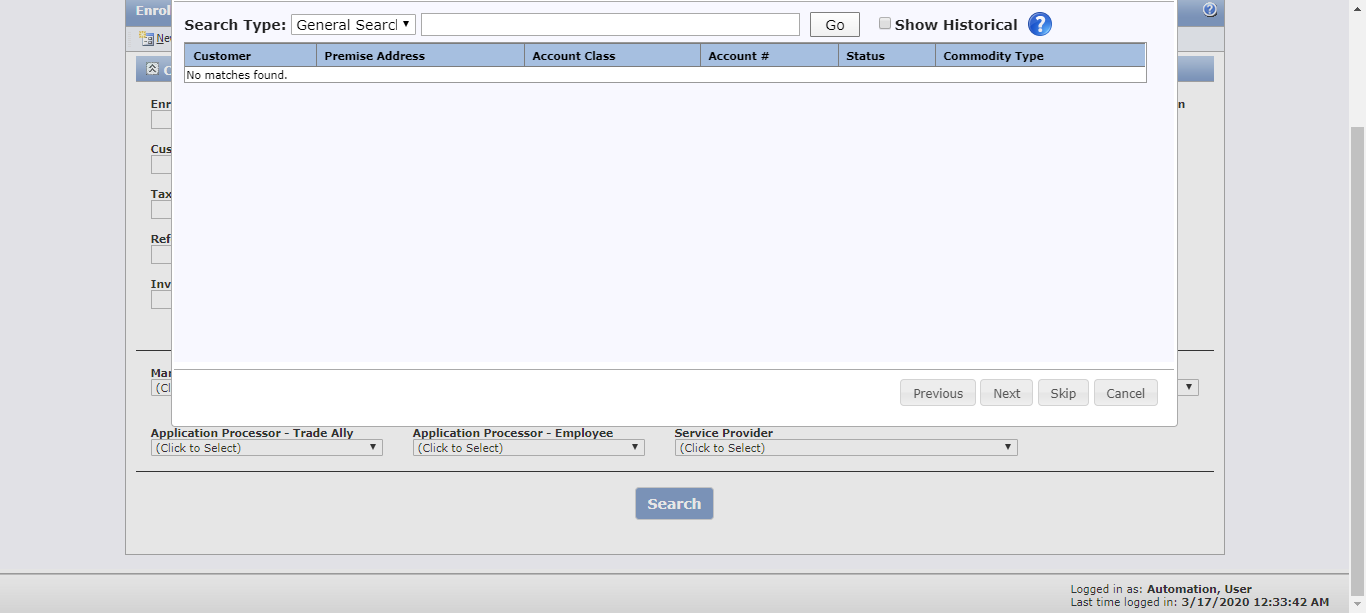 Enrol
Search Type: General Search Go Show Historical ?
New
Customer Premise Address Account Class Account # Status Commodity Type
No matches found.
C
Enr
n
Cus
Tax
Ref
Inv
Mar
(Cl
Previous Next Skip Cancel
Application Processor - Trade Ally Application Processor - Employee Service Provider
(Click to Select) (Click to Select) (Click to Select)
Search
Logged in as: Automation, User
Last time logged in: 3/17/2020 12:33:42 AM